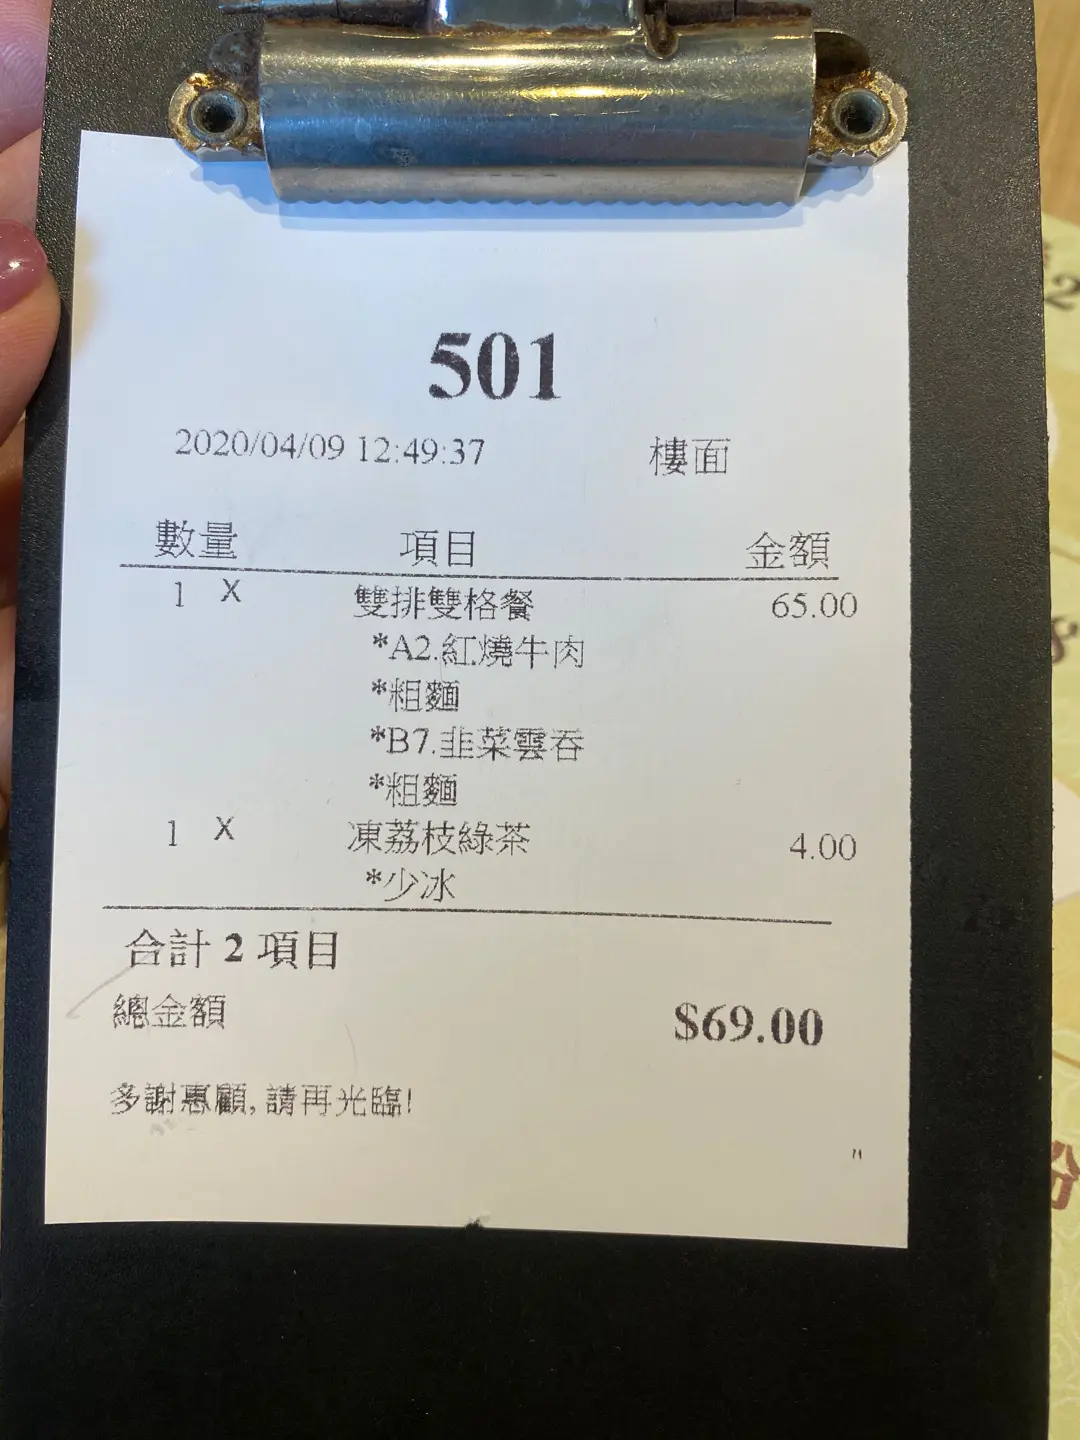 501
2020/04/09 12:49:37 樓面
數量 項目 金額
1 X 雙排雙格餐 65.00
*A2.紅燒牛肉
*粗麵
*B7.韭菜雲吞
*粗麵
1 X 凍荔枝綠茶 4.00
*少冰
合計 2 項目
總金額 $69.00
多謝惠顧, 請再光臨!
2
8